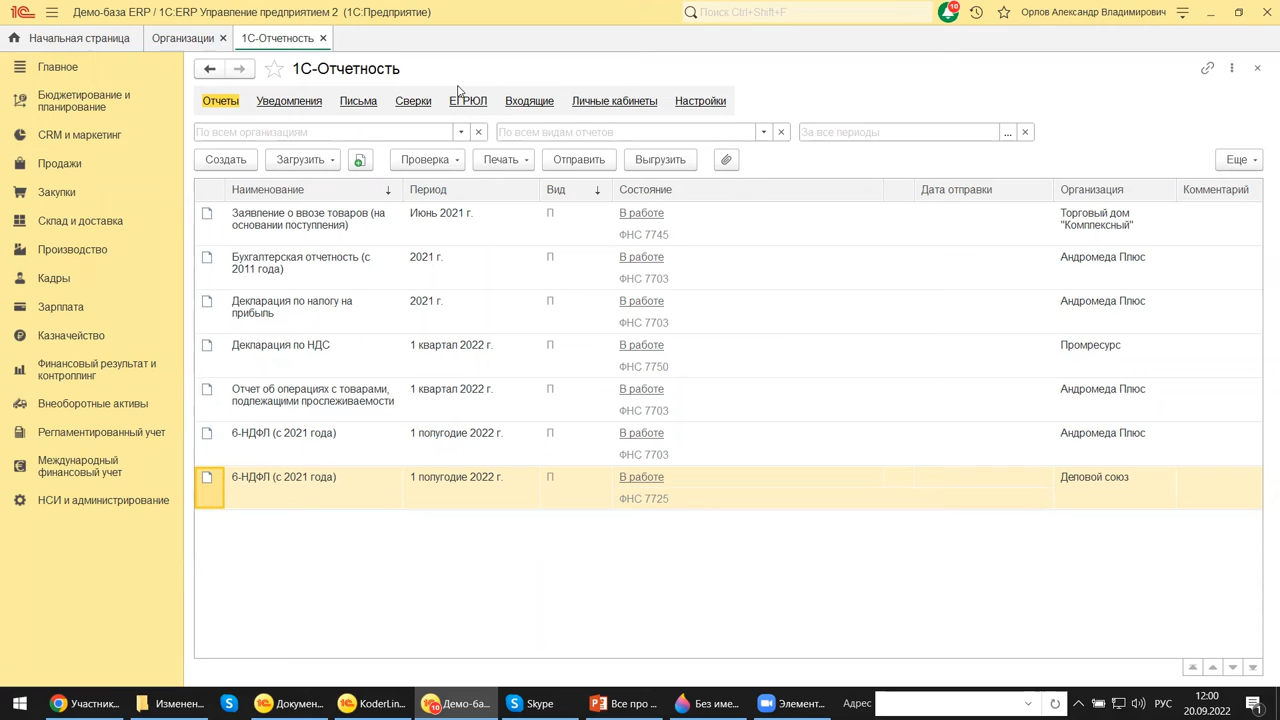 Демо-база ERP / 1С:ERP Управление предприятием 2 (1С:Предприятие)
Поиск Ctrl+Shift+F
10
Орлов Александр Владимирович
Начальная страница
Организации ×
1С-Отчетность ×
Главное
Бюджетирование и
планирование
CRM и маркетинг
Продажи
Закупки
Склад и доставка
Производство
Кадры
Зарплата
Казначейство
Финансовый результат и
контроллинг
Внеоборотные активы
Регламентированный учет
Международный
финансовый учет
НСИ и администрирование
1С-Отчетность
Отчеты Уведомления Письма Сверки ЕГРЮЛ Входящие Личные кабинеты Настройки
По всем организациям
По всем видам отчетов
За все периоды
Создать Загрузить Проверка Печать Отправить Выгрузить Еще
Наименование Период Вид Состояние Дата отправки Организация Комментарий
Заявление о ввозе товаров (на
основании поступления)
Июнь 2021 г. П В работе
ФНС 7745
Торговый дом
"Комплексный"
Бухгалтерская отчетность (с
2011 года)
2021 г. П В работе
ФНС 7703
Андромеда Плюс
Декларация по налогу на
прибыль
2021 г. П В работе
ФНС 7703
Андромеда Плюс
Декларация по НДС 1 квартал 2022 г. П В работе
ФНС 7750
Промресурс
Отчет об операциях с товарами,
подлежащими прослеживаемости
1 квартал 2022 г. П В работе
ФНС 7703
Андромеда Плюс
6-НДФЛ (с 2021 года) 1 полугодие 2022 г. П В работе
ФНС 7703
Андромеда Плюс
6-НДФЛ (с 2021 года) 1 полугодие 2022 г. П В работе
ФНС 7725
Деловой союз
Участник...
Изменен...
Докумен...
KoderLin...
Демо-ба...
Skype
Все про ...
Без име...
Элемент...
Адрес
РУС
12:00
20.09.2022
1